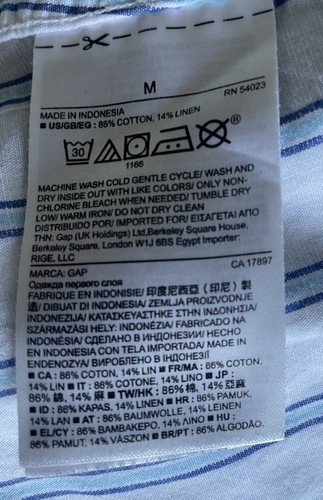 M
RN 54023
MADE IN INDONESIA
■ US/GB/EG : 86% COTTON, 14% LINEN
30
®
1166
MACHINE WASH COLD GENTLE CYCLE/ WASH AND
DRY INSIDE OUT WITH LIKE COLORS/ ONLY NON-
CHLORINE BLEACH WHEN NEEDED/ TUMBLE DRY
LOW/ WARM IRON/ DO NOT DRY CLEAN
DISTRIBUIDO POR/ IMPORTED FOR/ ΕΙΣΑΓΕΤΑΙ ΑΠΟ
ΤΗΝ: Gap (UK Holdings) Ltd,Berkeley Square House,
Berkeley Square, London W1J 6BS Egypt Importer:
RIGE, LLC
MARCA: GAP
CA 17897
Одежда первого слоя
FABRIQUE EN INDONESIE/ 印度尼西亞（印尼）製
造/ DIBUAT DI INDONESIA/ ZEMLJA PROIZVODNJE
INDONEZIJA/ ΚΑΤΑΣΚΕΥΑΣΤΗΚΕ ΣΤΗΝ ΙΝΔΟΝΗΣΙΑ/
SZÁRMAZÁSI HELY: INDONÉZIA/ FABRICADO NA
INDONÉSIA/ СДЕЛАНО В ИНДОНЕЗИИ/ HECHO
EN INDONESIA CON TELA IMPORTADA/ MADE IN
ENDENOZYA/ ВИРОБЛЕНО В ІНДОНЕЗІЇ
■ CA : 86% COTON, 14% LIN ■ FR/MA : 86% COTON,
14% LIN ■ IT : 86% COTONE, 14% LINO ■ JP :
86% 綿, 14% 麻 ■ TW/HK : 86% 棉, 14% 亞麻
■ ID : 86% KAPAS, 14% LINEN ■ HR : 86% PAMUK,
14% LAN ■ AT : 86% BAUMWOLLE, 14% LEINEN
■ EL/CY : 86% ΒΑΜΒΑΚΕΡΟ, 14% ΛΙΝΟ ■ HU :
86% PAMUT, 14% VÁSZON ■ BR/PT : 86% ALGODÃO,